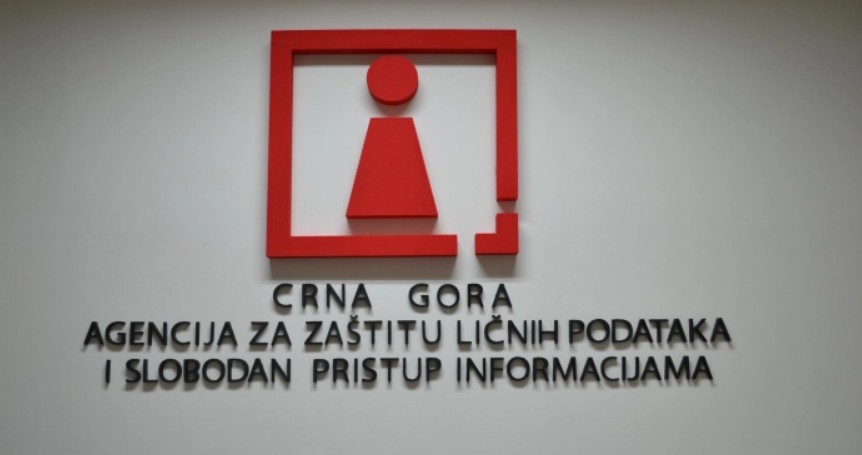 CRNA GORA
AGENCIJA ZA ZAŠTITU LIČNIH PODATAKA
I SLOBODAN PRISTUP INFORMACIJAMA